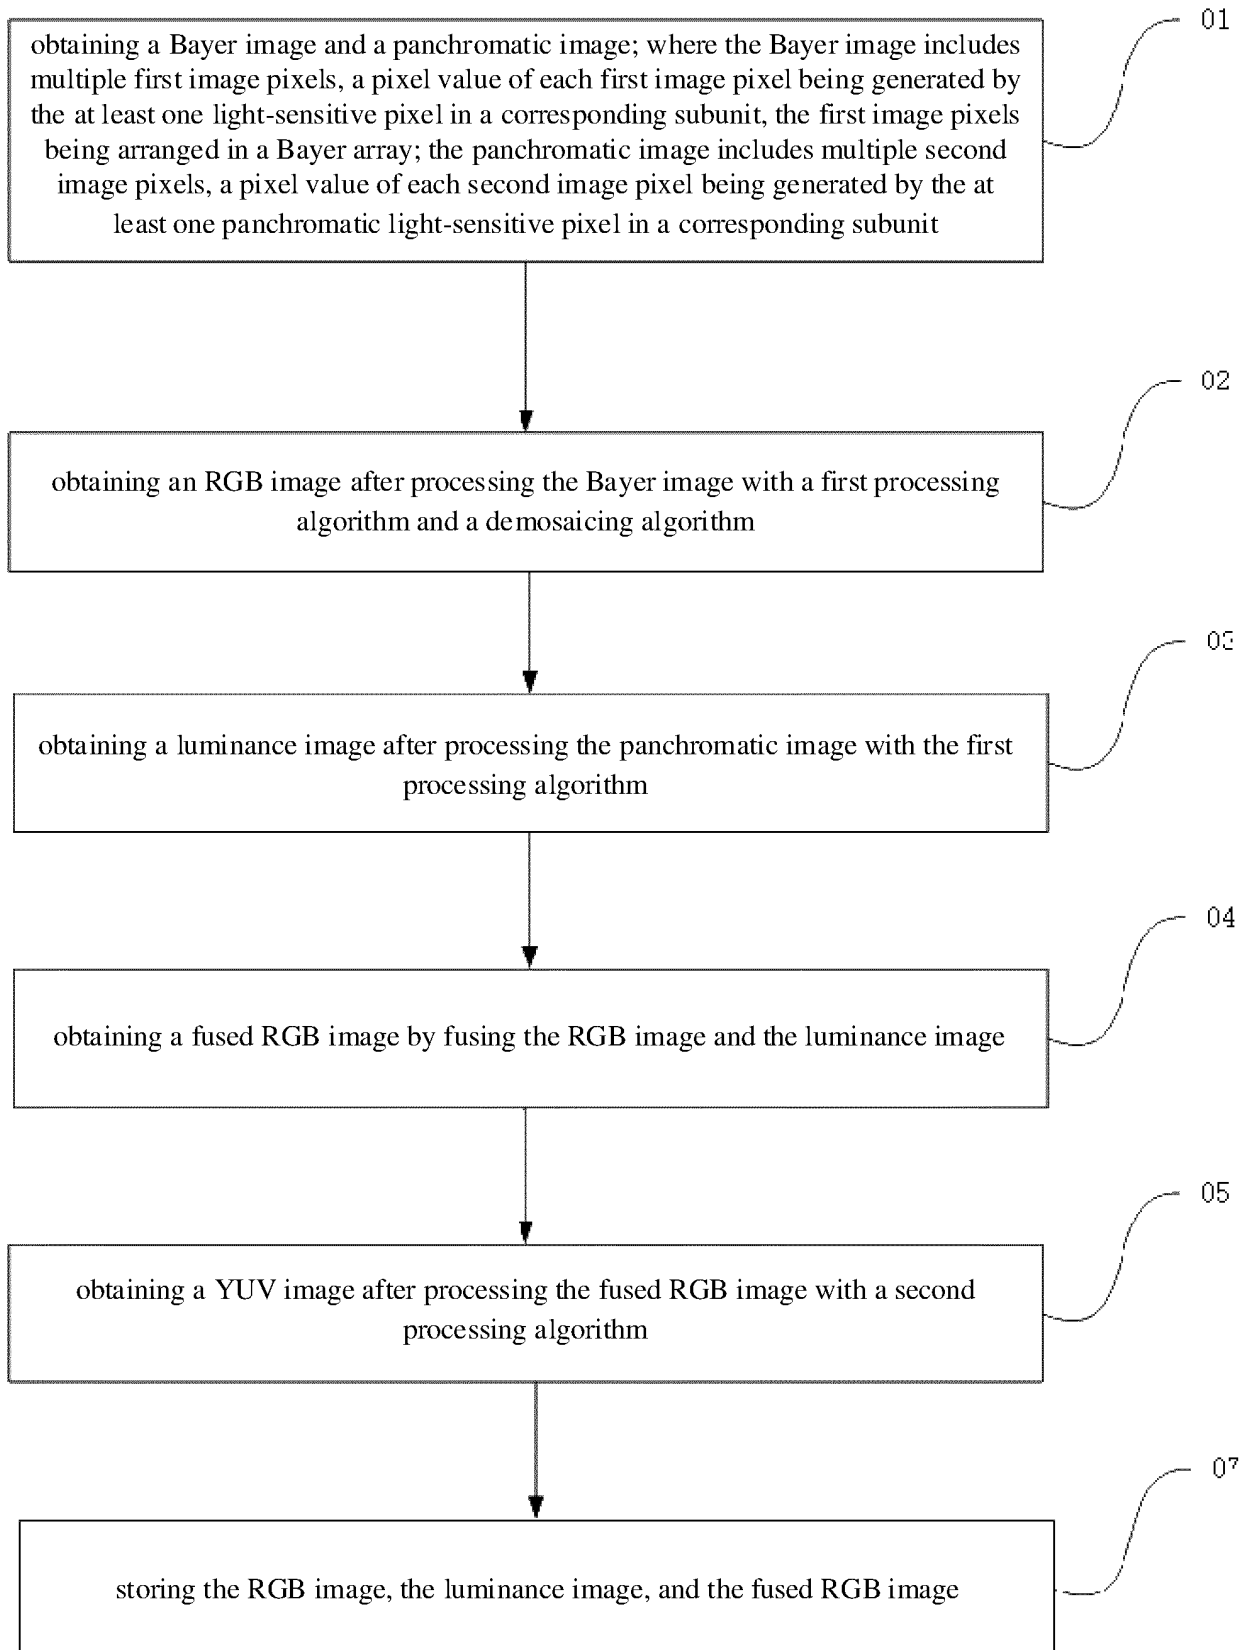 01
obtaining a Bayer image and a panchromatic image; where the Bayer image includes
multiple first image pixels, a pixel value of each first image pixel being generated by
the at least one light-sensitive pixel in a corresponding subunit, the first image pixels
being arranged in a Bayer array; the panchromatic image includes multiple second
image pixels, a pixel value of each second image pixel being generated by the at
least one panchromatic light-sensitive pixel in a corresponding subunit
02
obtaining an RGB image after processing the Bayer image with a first processing
algorithm and a demosaicing algorithm
03
obtaining a luminance image after processing the panchromatic image with the first
processing algorithm
04
obtaining a fused RGB image by fusing the RGB image and the luminance image
05
obtaining a YUV image after processing the fused RGB image with a second
processing algorithm
07
storing the RGB image, the luminance image, and the fused RGB image